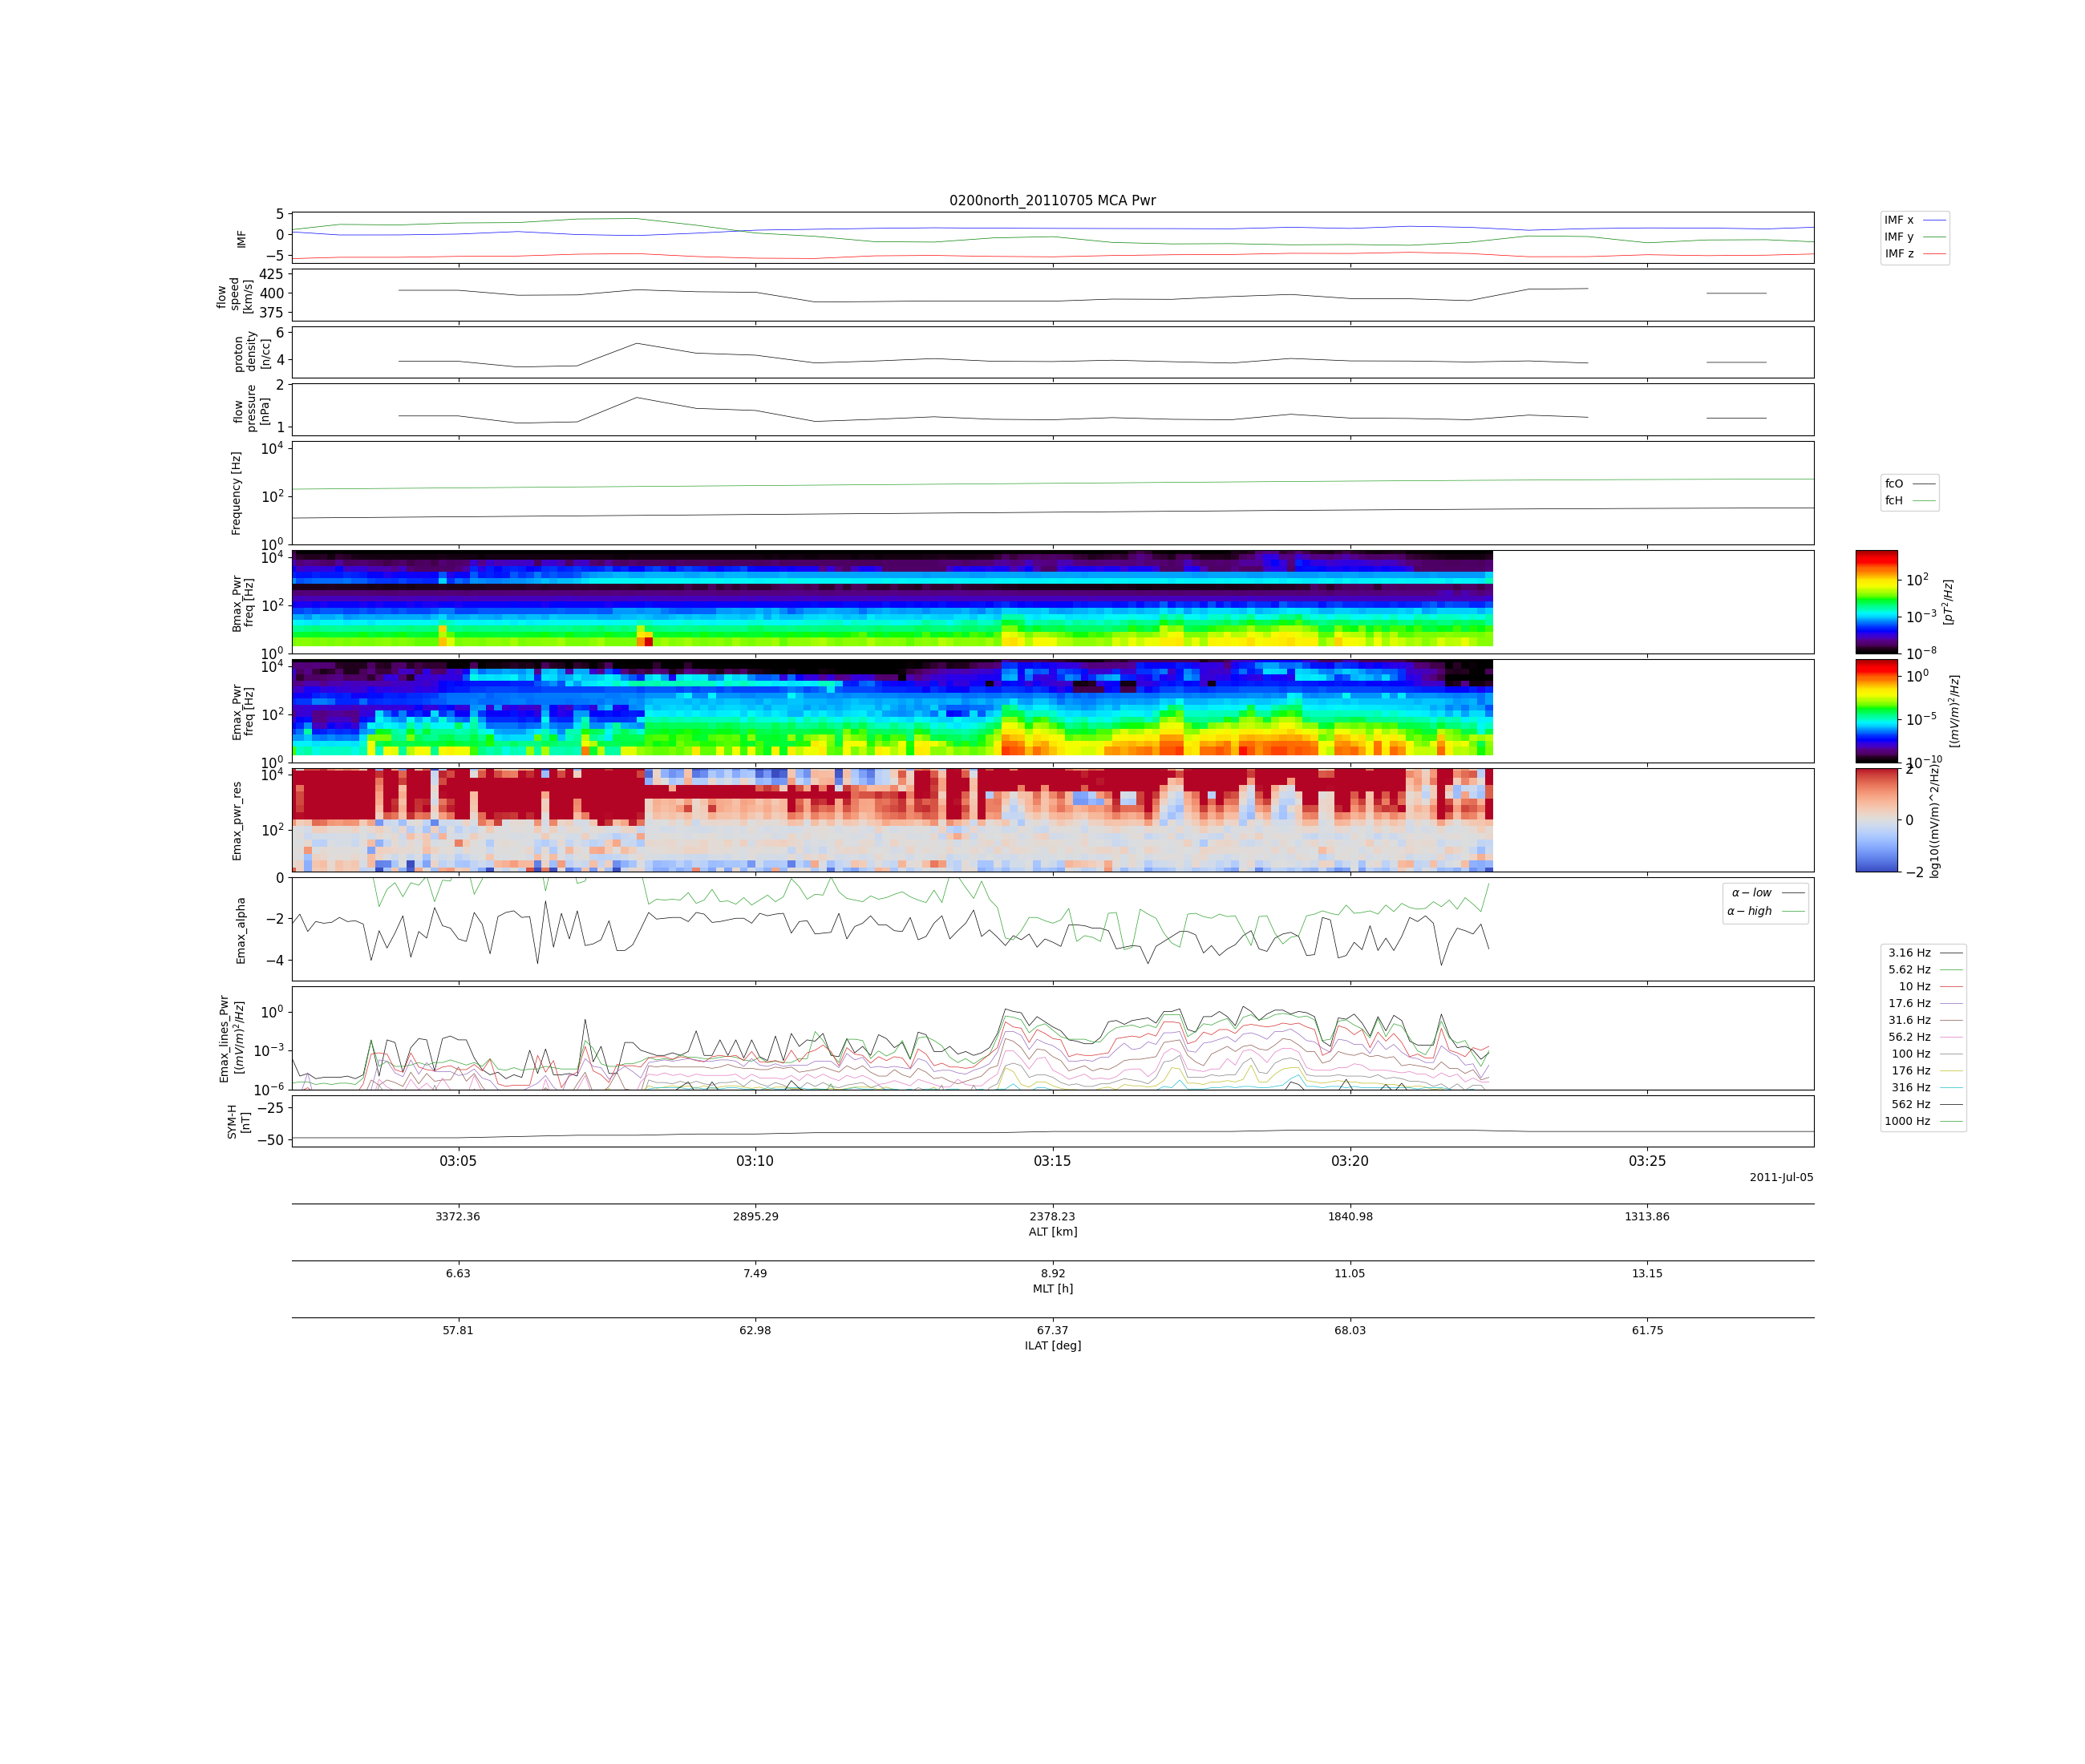 0200north_20110705 MCA Pwr
5
0
−5
IMF
IMF x
IMF y
IMF z
425
400
375
flow
speed
[km/s]
6
4
proton
density
[n/cc]
2
1
flow
pressure
[nPa]
10^4
10^2
10^0
Frequency [Hz]
fcO
fcH
10^4
10^2
10^0
Bmax_Pwr
freq [Hz]
10^2
10^−3
10^−8
[pT^2/Hz]
10^4
10^2
10^0
Emax_Pwr
freq [Hz]
10^0
10^−5
10^−10
[(mV/m)^2/Hz]
10^4
10^2
Emax_pwr_res
2
0
−2
log10((mV/m)^2/Hz)
0
−2
−4
Emax_alpha
α − low
α − high
10^0
10^−3
10^−6
Emax_lines_Pwr
[(mV/m)^2/Hz]
3.16 Hz
5.62 Hz
10 Hz
17.6 Hz
31.6 Hz
56.2 Hz
100 Hz
176 Hz
316 Hz
562 Hz
1000 Hz
−25
−50
SYM-H
[nT]
03:05 03:10 03:15 03:20 03:25
2011-Jul-05
3372.36 2895.29 2378.23 1840.98 1313.86
ALT [km]
6.63 7.49 8.92 11.05 13.15
MLT [h]
57.81 62.98 67.37 68.03 61.75
ILAT [deg]